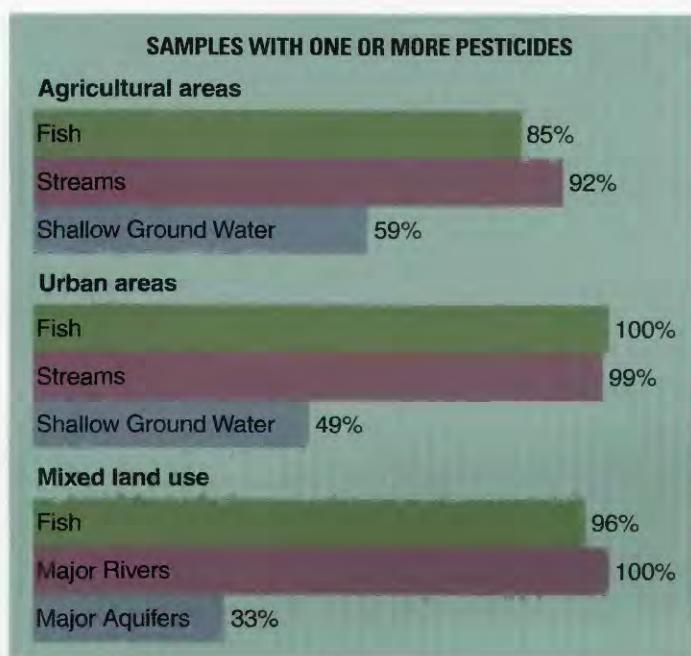 SAMPLES WITH ONE OR MORE PESTICIDES
Agricultural areas
Fish 85%
Streams 92%
Shallow Ground Water 59%
Urban areas
Fish 100%
Streams 99%
Shallow Ground Water 49%
Mixed land use
Fish 96%
Major Rivers 100%
Major Aquifers 33%